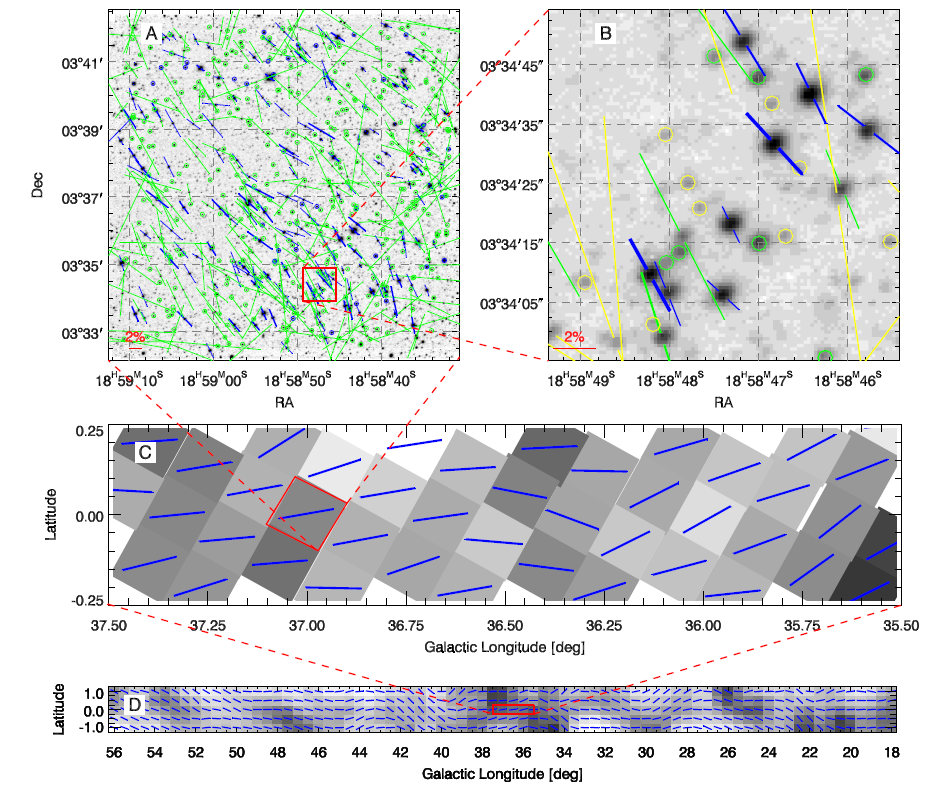 A
B
Dec
03°41′
03°39′
03°37′
03°35′
03°33′
2%
18ᴴ59ᴹ10ˢ 18ᴴ59ᴹ00ˢ 18ᴴ58ᴹ50ˢ 18ᴴ58ᴹ40ˢ
RA
03°34′45″
03°34′35″
03°34′25″
03°34′15″
03°34′05″
2%
18ᴴ58ᴹ49ˢ 18ᴴ58ᴹ48ˢ 18ᴴ58ᴹ47ˢ 18ᴴ58ᴹ46ˢ
RA
C
Latitude
0.25
0.00
-0.25
37.50 37.25 37.00 36.75 36.50 36.25 36.00 35.75 35.50
Galactic Longitude [deg]
D
Latitude
1.0
0.0
-1.0
56 54 52 50 48 46 44 42 40 38 36 34 32 30 28 26 24 22 20 18
Galactic Longitude [deg]